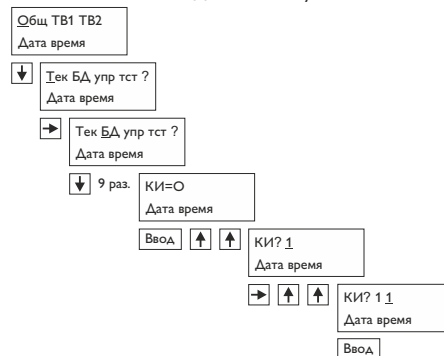 Общ ТВ1 ТВ2
Дата время
Тек БД упр тст ?
Дата время
Тек БД упр тст ?
Дата время
9 раз.
КИ=О
Дата время
Ввод
КИ? 1
Дата время
КИ? 1 1
Дата время
Ввод